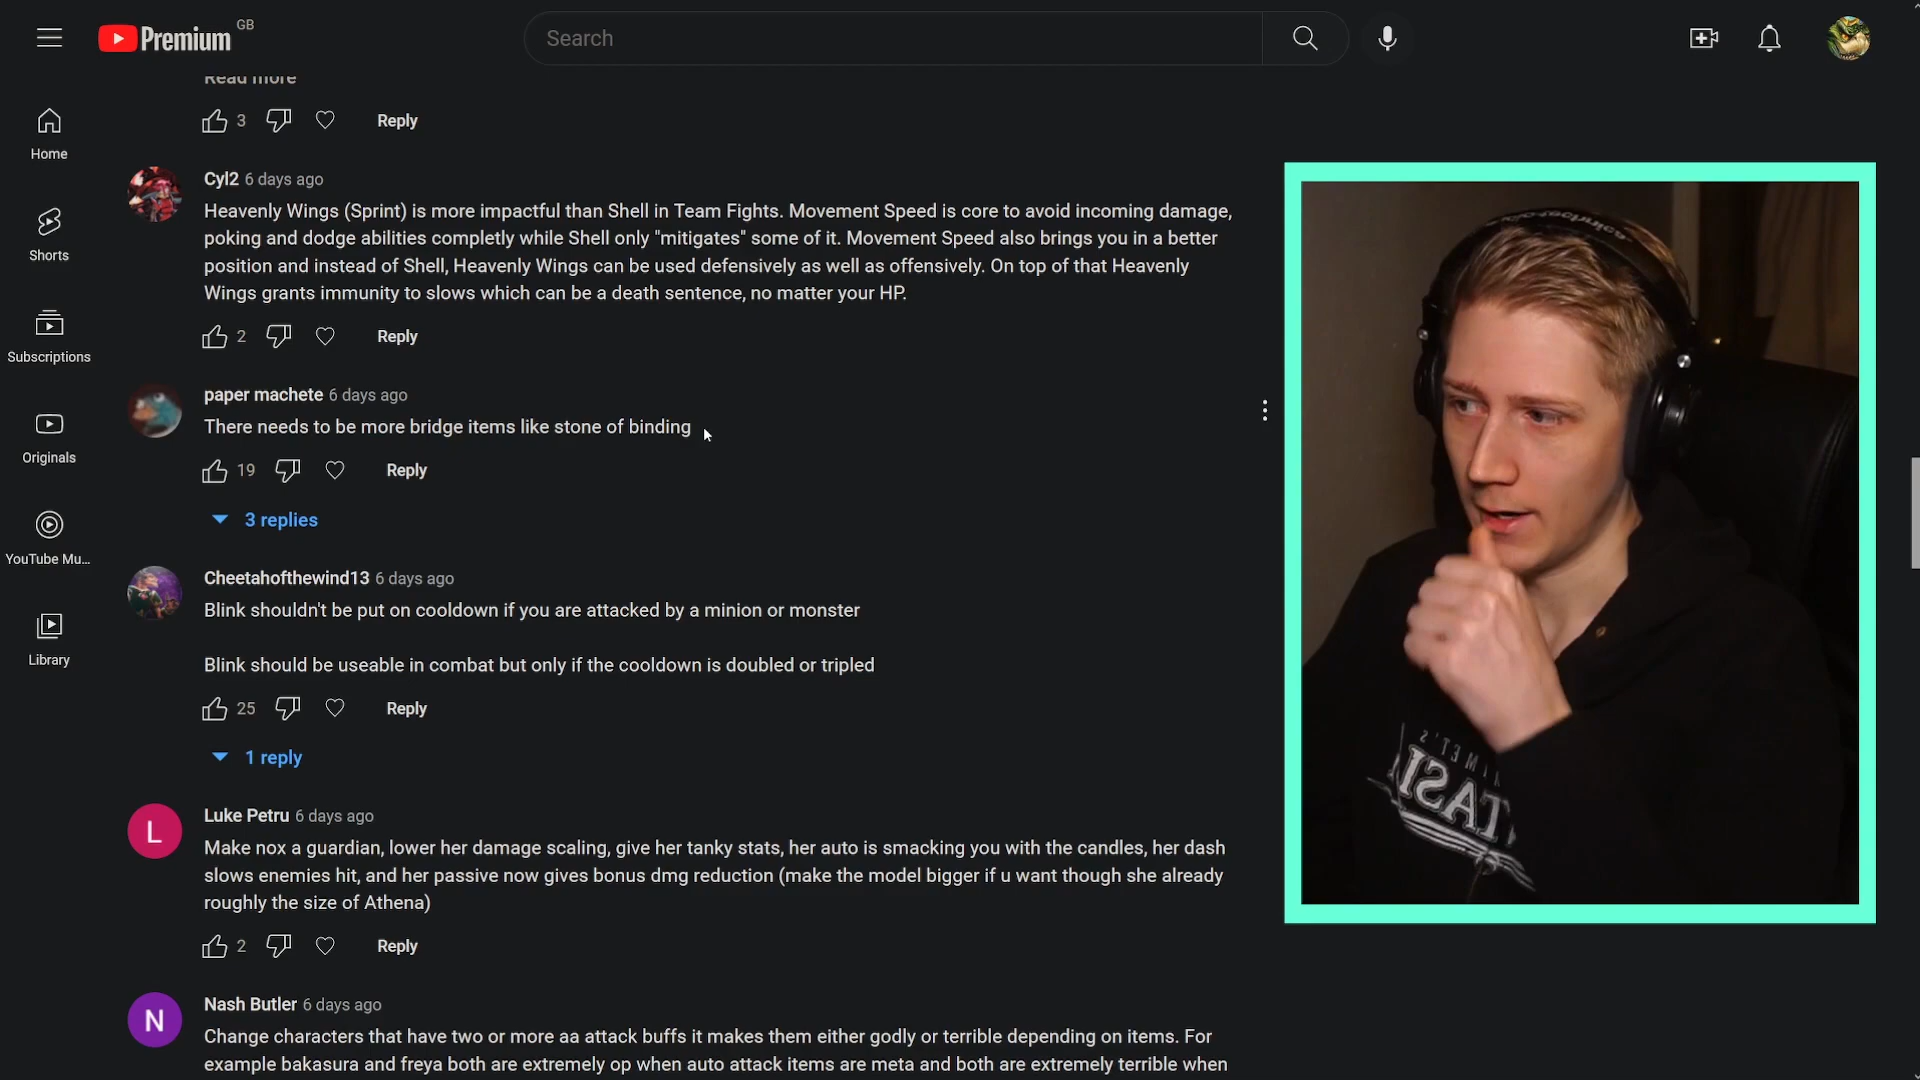 Premium GB
Search
Read more
3 Reply
Home
Shorts
Subscriptions
Originals
YouTube Mu...
Library
Cyl2 6 days ago
Heavenly Wings (Sprint) is more impactful than Shell in Team Fights. Movement Speed is core to avoid incoming damage,
poking and dodge abilities completly while Shell only "mitigates" some of it. Movement Speed also brings you in a better
position and instead of Shell, Heavenly Wings can be used defensively as well as offensively. On top of that Heavenly
Wings grants immunity to slows which can be a death sentence, no matter your HP.
2 Reply
paper machete 6 days ago
There needs to be more bridge items like stone of binding
19 Reply
3 replies
Cheetahofthewind13 6 days ago
Blink shouldn't be put on cooldown if you are attacked by a minion or monster
Blink should be useable in combat but only if the cooldown is doubled or tripled
25 Reply
1 reply
L
Luke Petru 6 days ago
Make nox a guardian, lower her damage scaling, give her tanky stats, her auto is smacking you with the candles, her dash
slows enemies hit, and her passive now gives bonus dmg reduction (make the model bigger if u want though she already
roughly the size of Athena)
2 Reply
N
Nash Butler 6 days ago
Change characters that have two or more aa attack buffs it makes them either godly or terrible depending on items. For
example bakasura and freya both are extremely op when auto attack items are meta and both are extremely terrible when